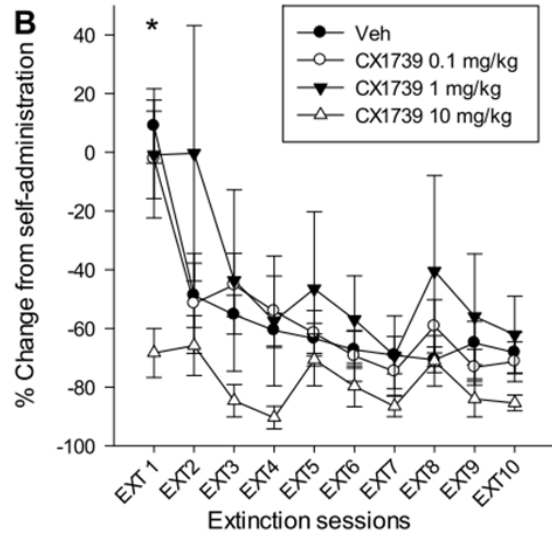 B
*
Veh
CX1739 0.1 mg/kg
CX1739 1 mg/kg
CX1739 10 mg/kg
% Change from self-administration
40
20
0
-20
-40
-60
-80
-100
EXT 1
EXT2
EXT3
EXT4
EXT5
EXT6
EXT7
EXT8
EXT9
EXT10
Extinction sessions